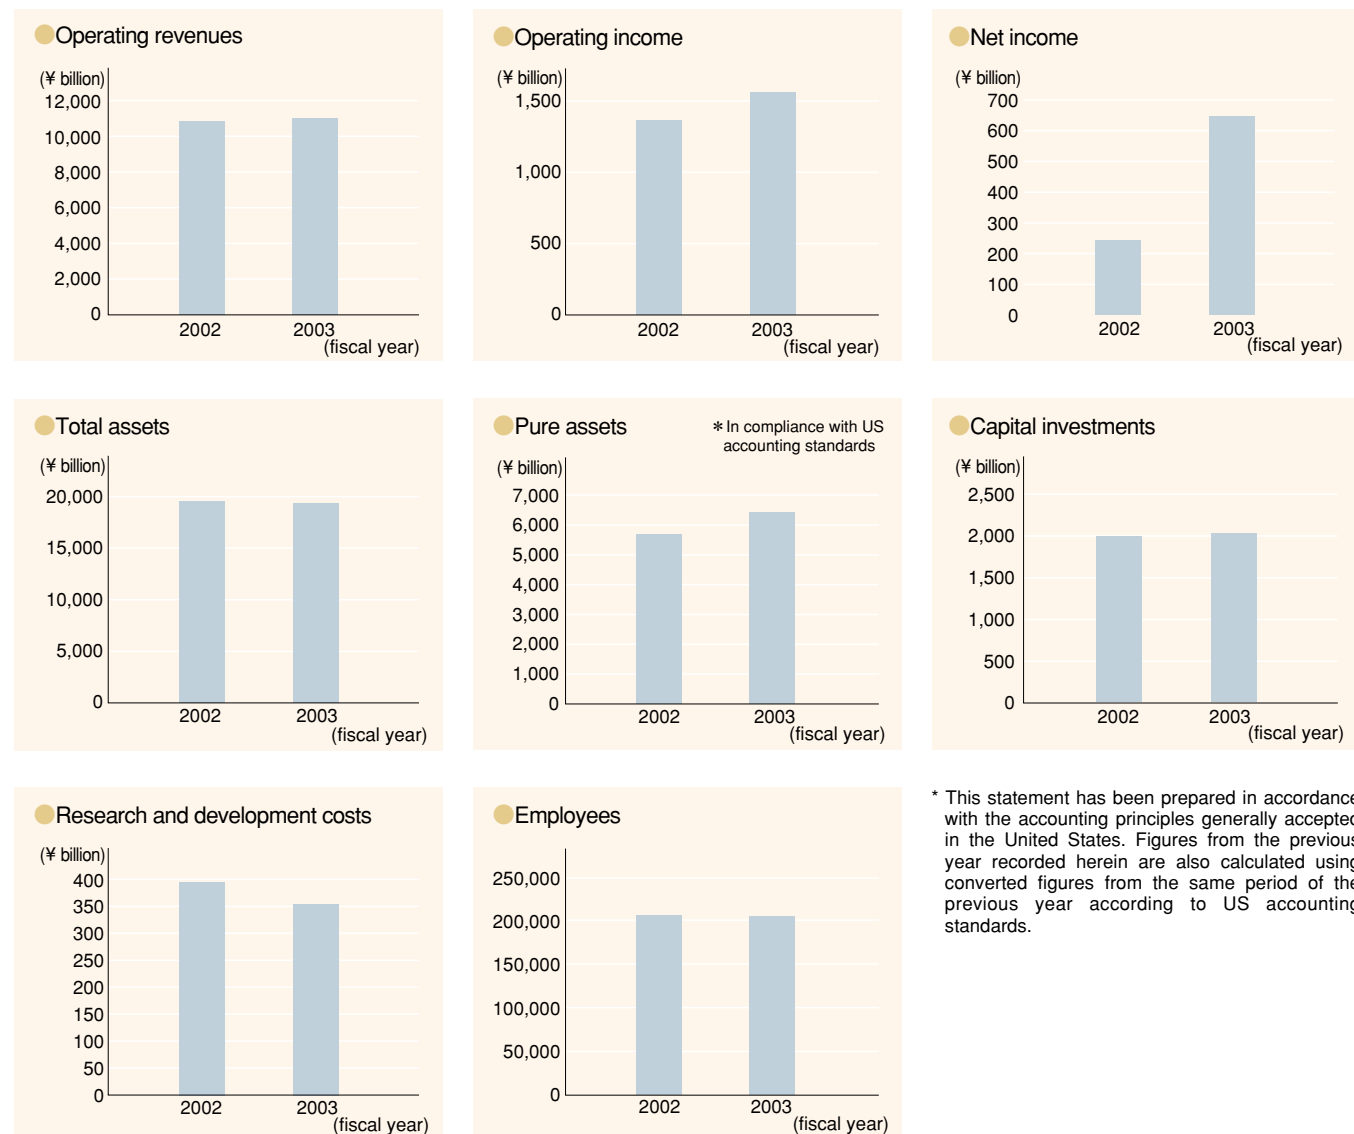 Operating revenues
(¥ billion)
12,000
10,000
8,000
6,000
4,000
2,000
0
2002 2003
(fiscal year)
Operating income
(¥ billion)
1,500
1,000
500
0
2002 2003
(fiscal year)
Net income
(¥ billion)
700
600
500
400
300
200
100
0
2002 2003
(fiscal year)
Total assets
(¥ billion)
20,000
15,000
10,000
5,000
0
2002 2003
(fiscal year)
Pure assets
* In compliance with US
accounting standards
(¥ billion)
7,000
6,000
5,000
4,000
3,000
2,000
1,000
0
2002 2003
(fiscal year)
Capital investments
(¥ billion)
2,500
2,000
1,500
1,000
500
0
2002 2003
(fiscal year)
Research and development costs
(¥ billion)
400
350
300
250
200
150
100
50
0
2002 2003
(fiscal year)
Employees
250,000
200,000
150,000
100,000
50,000
0
2002 2003
(fiscal year)
* This statement has been prepared in accordance
with the accounting principles generally accepted
in the United States. Figures from the previous
year recorded herein are also calculated using
converted figures from the same period of the
previous year according to US accounting
standards.